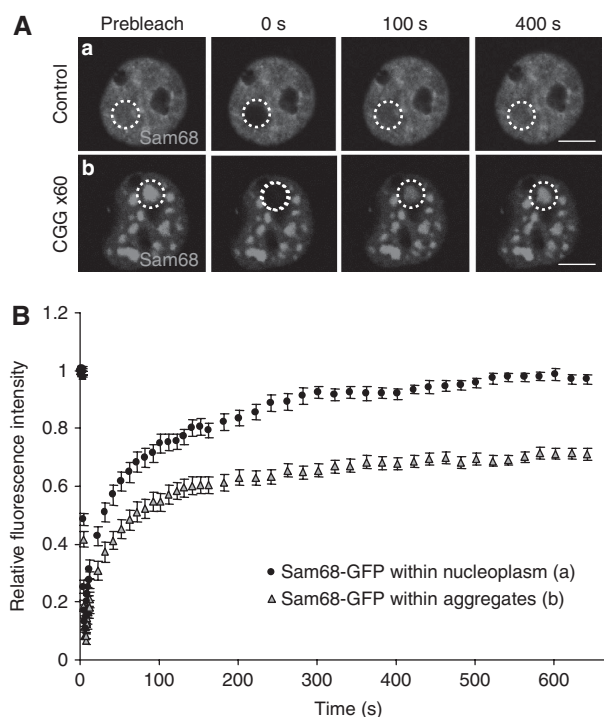 A
Prebleach 0 s 100 s 400 s
Control
a
Sam68
CGG x60
b
Sam68
B
Relative fluorescence intensity
1.2
1
0.8
0.6
0.4
0.2
0
Sam68-GFP within nucleoplasm (a)
Sam68-GFP within aggregates (b)
0 100 200 300 400 500 600
Time (s)